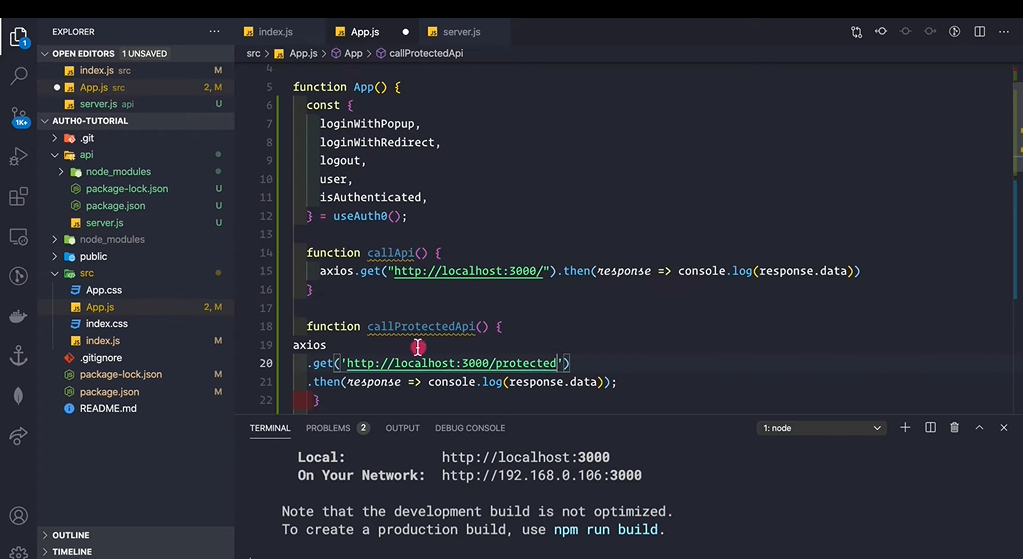 EXPLORER ...
index.js App.js server.js
OPEN EDITORS 1 UNSAVED
src > App.js > App > callProtectedApi
index.js src M
App.js src 2, M
server.js api U
AUTH0-TUTORIAL
.git
api
node_modules
package-lock.json U
package.json U
server.js U
node_modules
public
src
App.css
App.js 2, M
index.css
index.js M
.gitignore
package-lock.json M
package.json M
README.md
OUTLINE
TIMELINE
1
1K+
4
5 function App() {
6 const {
7 loginWithPopup,
8 loginWithRedirect,
9 logout,
10 user,
11 isAuthenticated,
12 } = useAuth0();
13
14 function callApi() {
15 axios.get("http://localhost:3000/").then(response => console.log(response.data))
16 }
17
18 function callProtectedApi() {
19 axios
20 .get('http://localhost:3000/protected')
21 .then(response => console.log(response.data));
22 }
TERMINAL PROBLEMS 2 OUTPUT DEBUG CONSOLE 1: node
Local: http://localhost:3000
On Your Network: http://192.168.0.106:3000
Note that the development build is not optimized.
To create a production build, use npm run build.